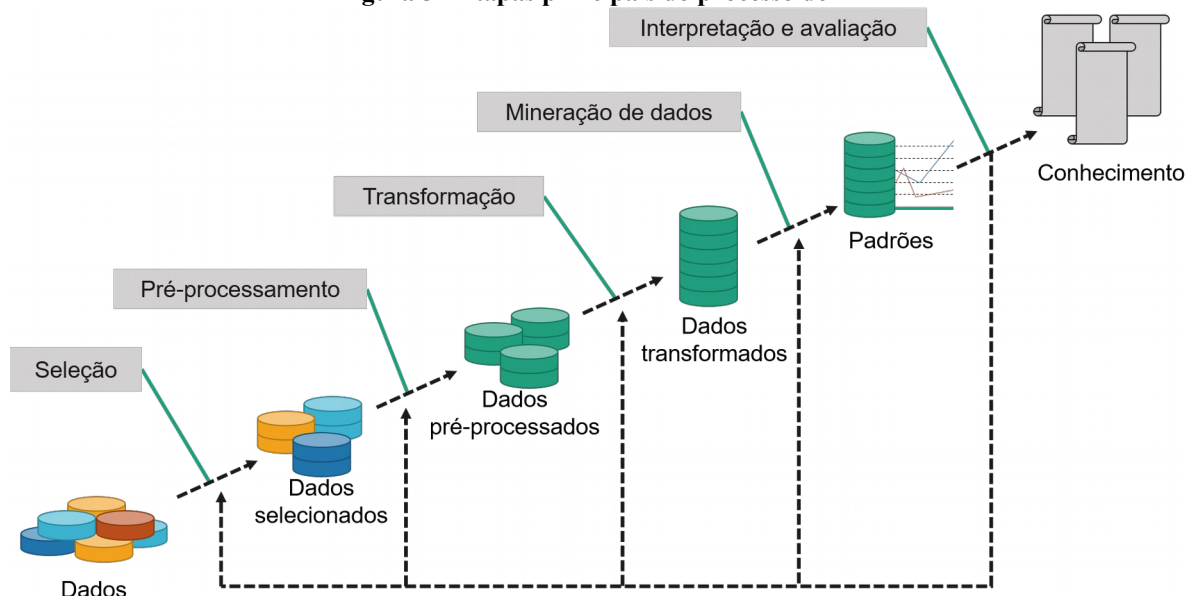 Interpretação e avaliação
Mineração de dados
Conhecimento
Transformação
Padrões
Pré-processamento
Dados
transformados
Seleção
Dados
pré-processados
Dados
selecionados
Dados